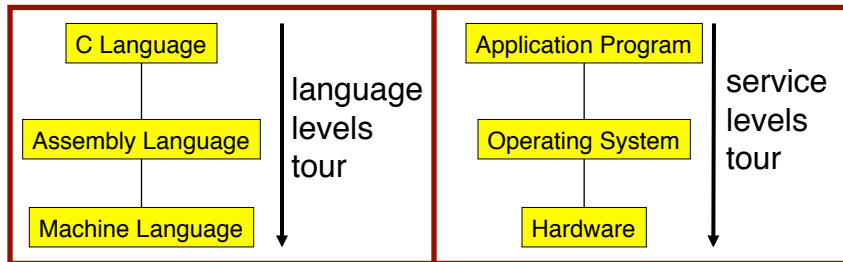 C Language
Assembly Language
Machine Language
language
levels
tour
Application Program
Operating System
Hardware
service
levels
tour